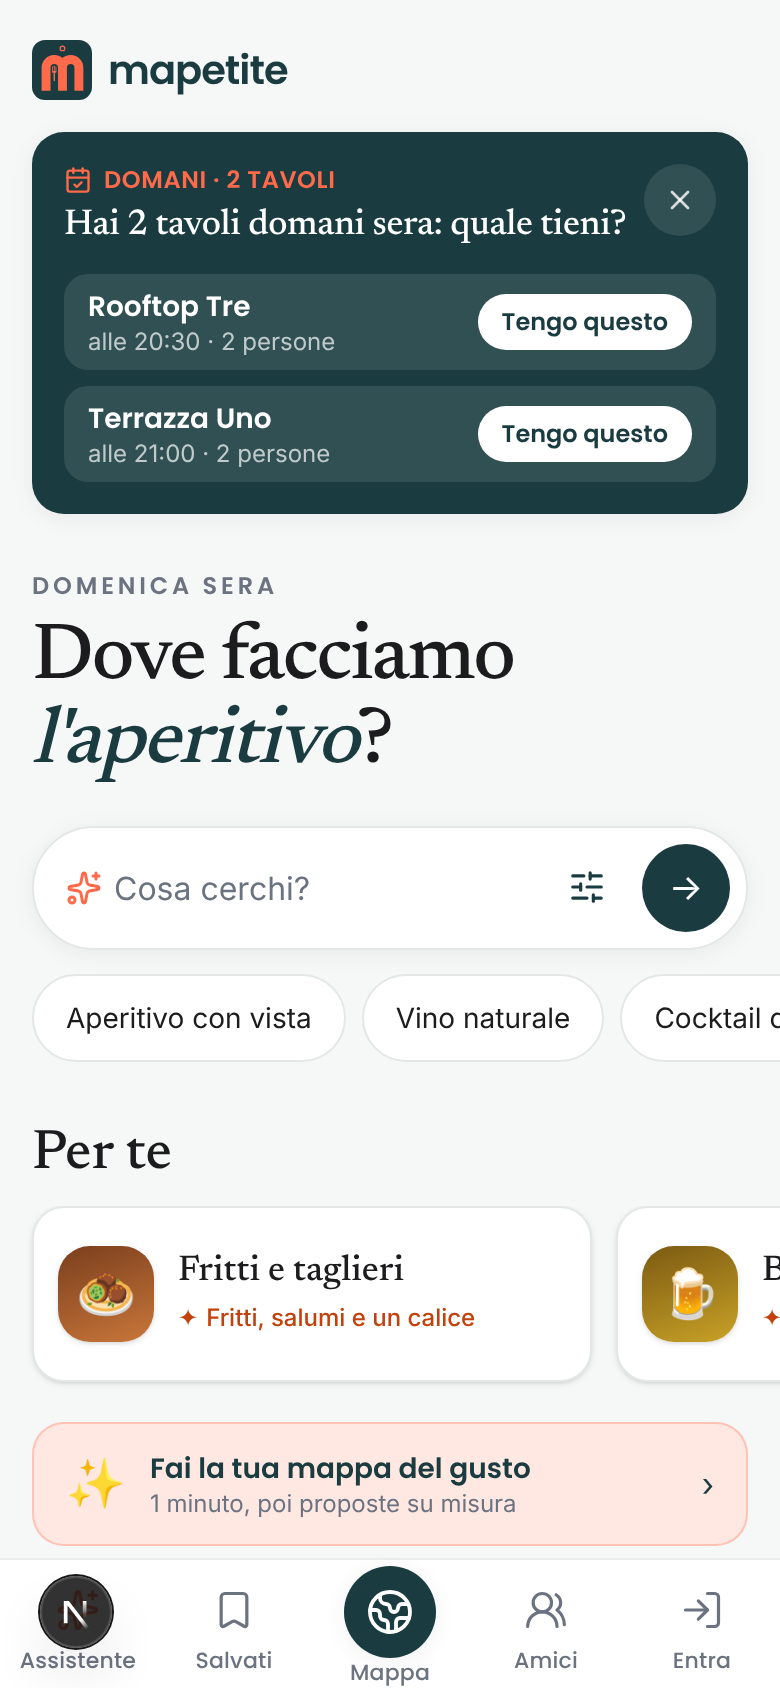 mapetite
DOMANI · 2 TAVOLI
Hai 2 tavoli domani sera: quale tieni?
Rooftop Tre
alle 20:30 · 2 persone
Tengo questo
Terrazza Uno
alle 21:00 · 2 persone
Tengo questo
DOMENICA SERA
Dove facciamo
l'aperitivo?
Cosa cerchi?
Aperitivo con vista
Vino naturale
Cocktail
Per te
Fritti e taglieri
✦ Fritti, salumi e un calice
Fai la tua mappa del gusto
1 minuto, poi proposte su misura
N
Assistente
Salvati
Mappa
Amici
Entra